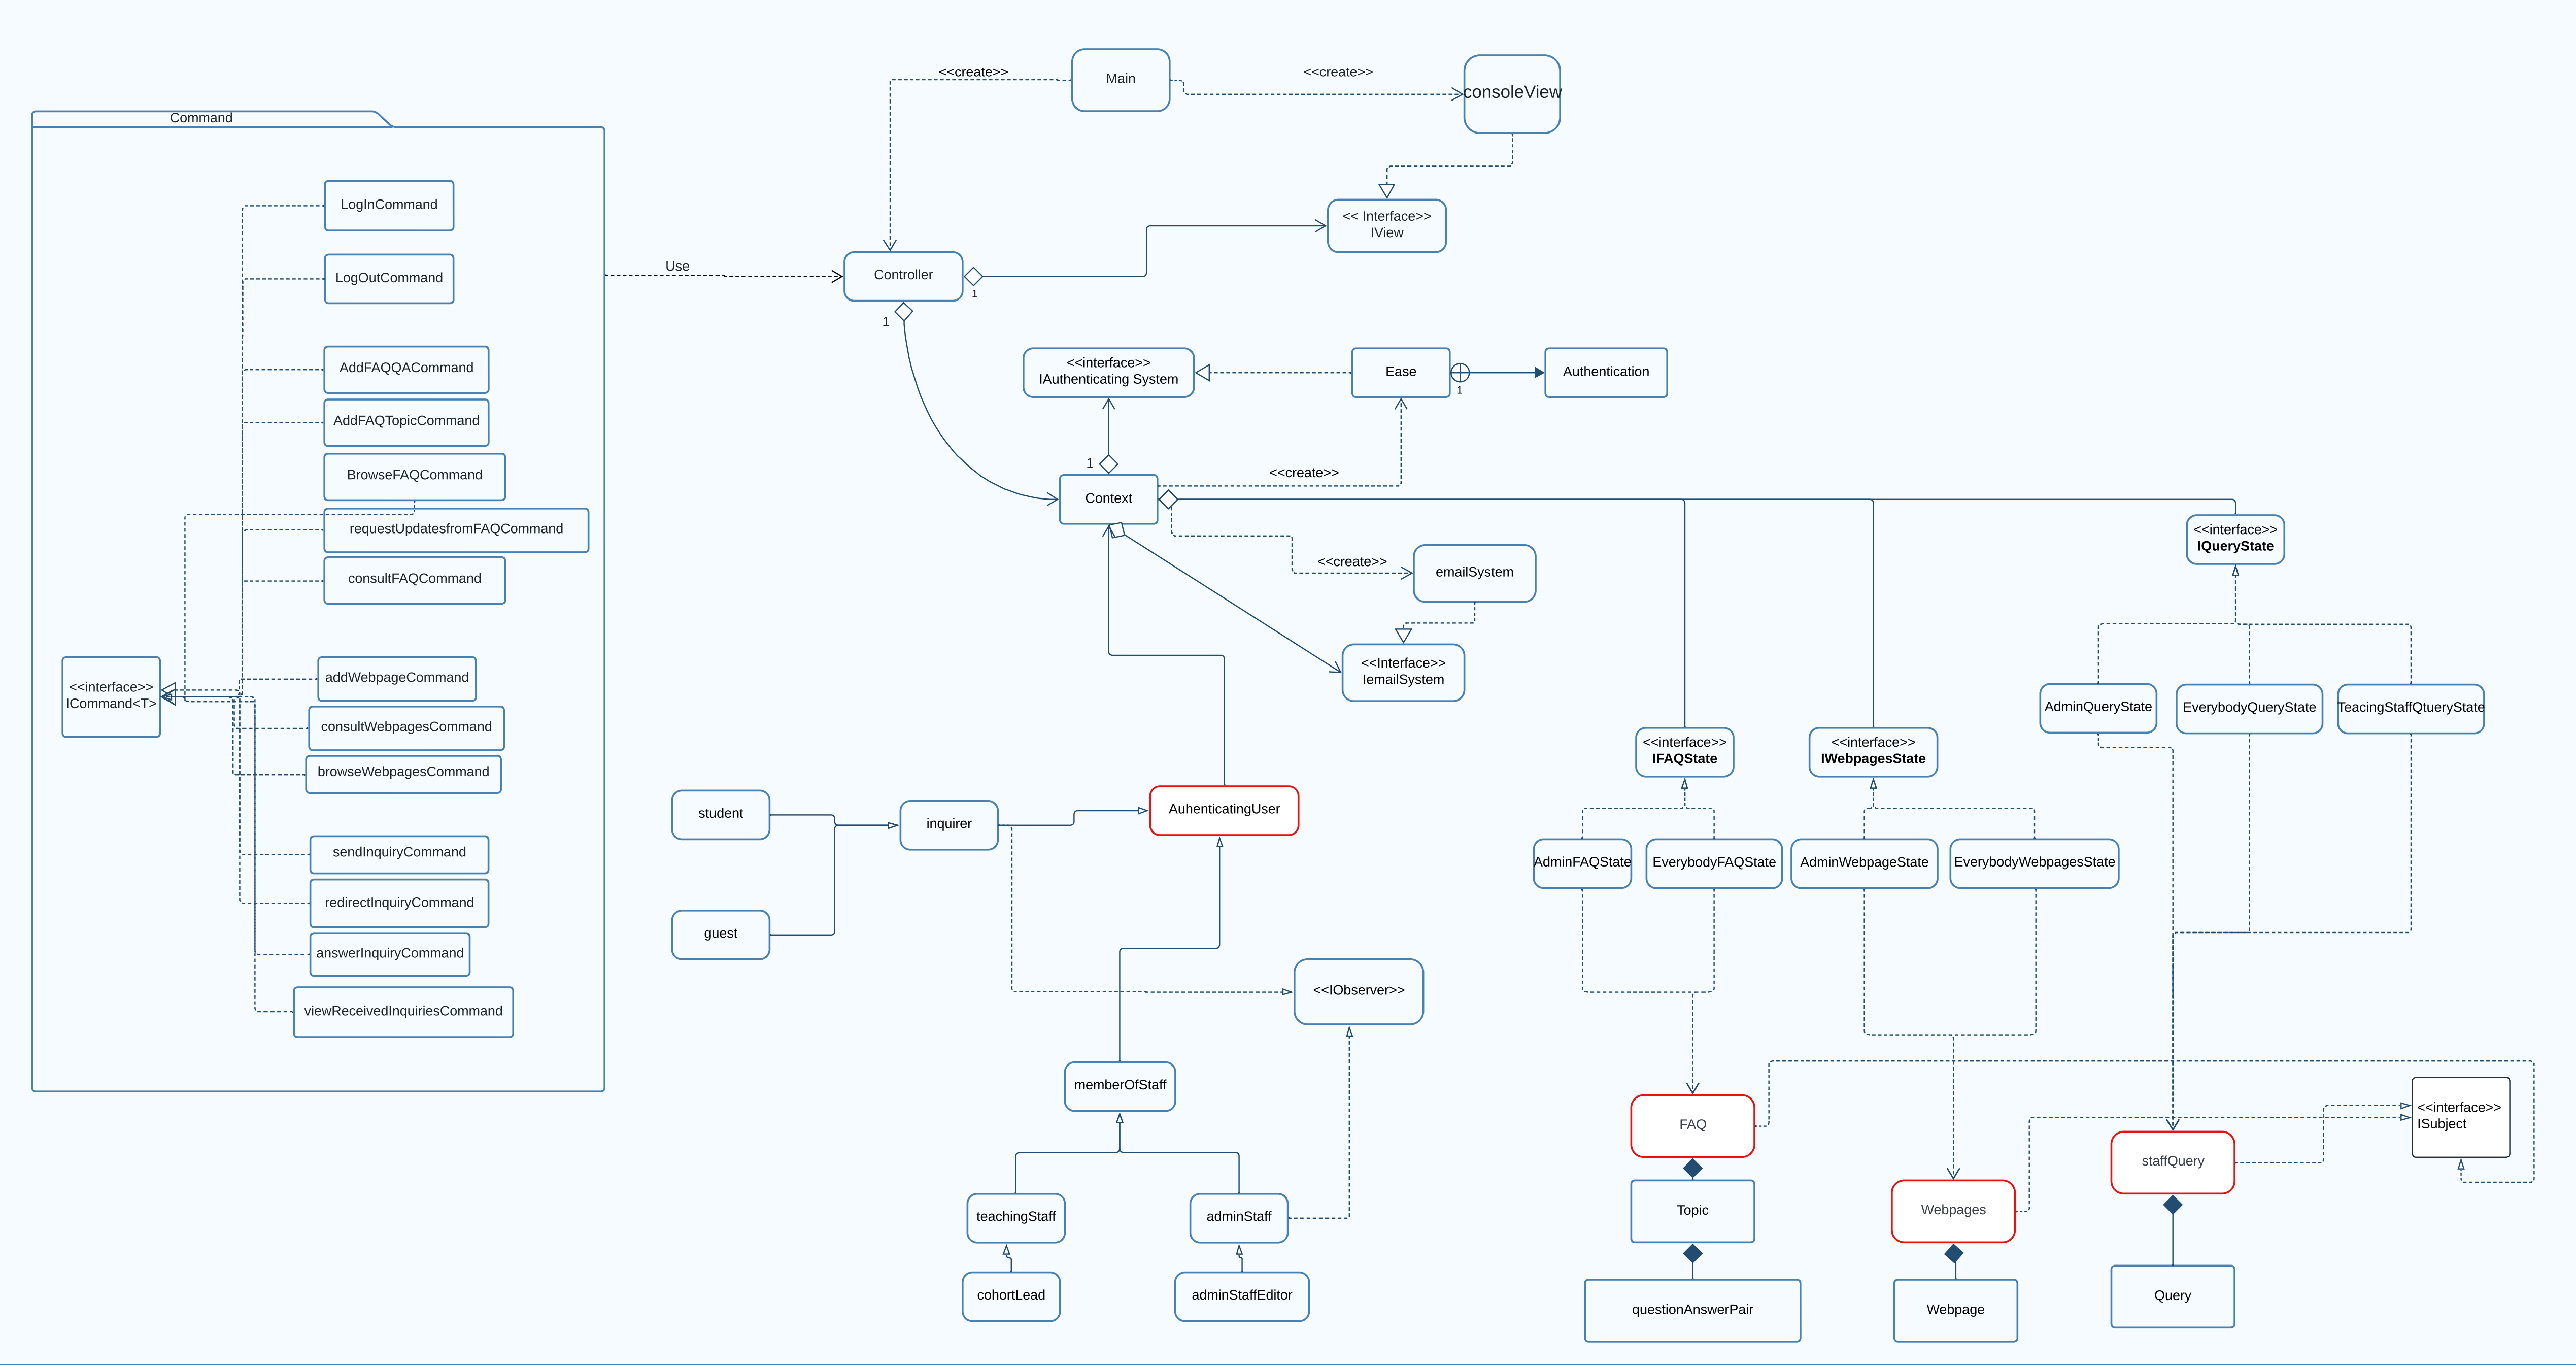 Command
LogInCommand
LogOutCommand
AddFAQQACommand
AddFAQTopicCommand
BrowseFAQCommand
requestUpdatesfromFAQCommand
consultFAQCommand
<<interface>>
ICommand<T>
addWebpageCommand
consultWebpagesCommand
browseWebpagesCommand
sendInquiryCommand
redirectInquiryCommand
answerInquiryCommand
viewReceivedInquiriesCommand
Use
<<create>>
Main
<<create>>
consoleView
<< Interface>>
IView
Controller
1
1
<<interface>>
IAuthenticating System
Ease
1
Authentication
1
Context
<<create>>
<<create>>
emailSystem
<<Interface>>
IemailSystem
<<interface>>
IQueryState
AdminQueryState
EverybodyQueryState
TeacingStaffQtueryState
<<interface>>
IFAQState
<<interface>>
IWebpagesState
AdminFAQState
EverybodyFAQState
AdminWebpageState
EverybodyWebpagesState
student
guest
inquirer
AuhenticatingUser
<<IObserver>>
memberOfStaff
teachingStaff
adminStaff
cohortLead
adminStaffEditor
FAQ
Topic
questionAnswerPair
Webpages
Webpage
staffQuery
Query
<<interface>>
ISubject